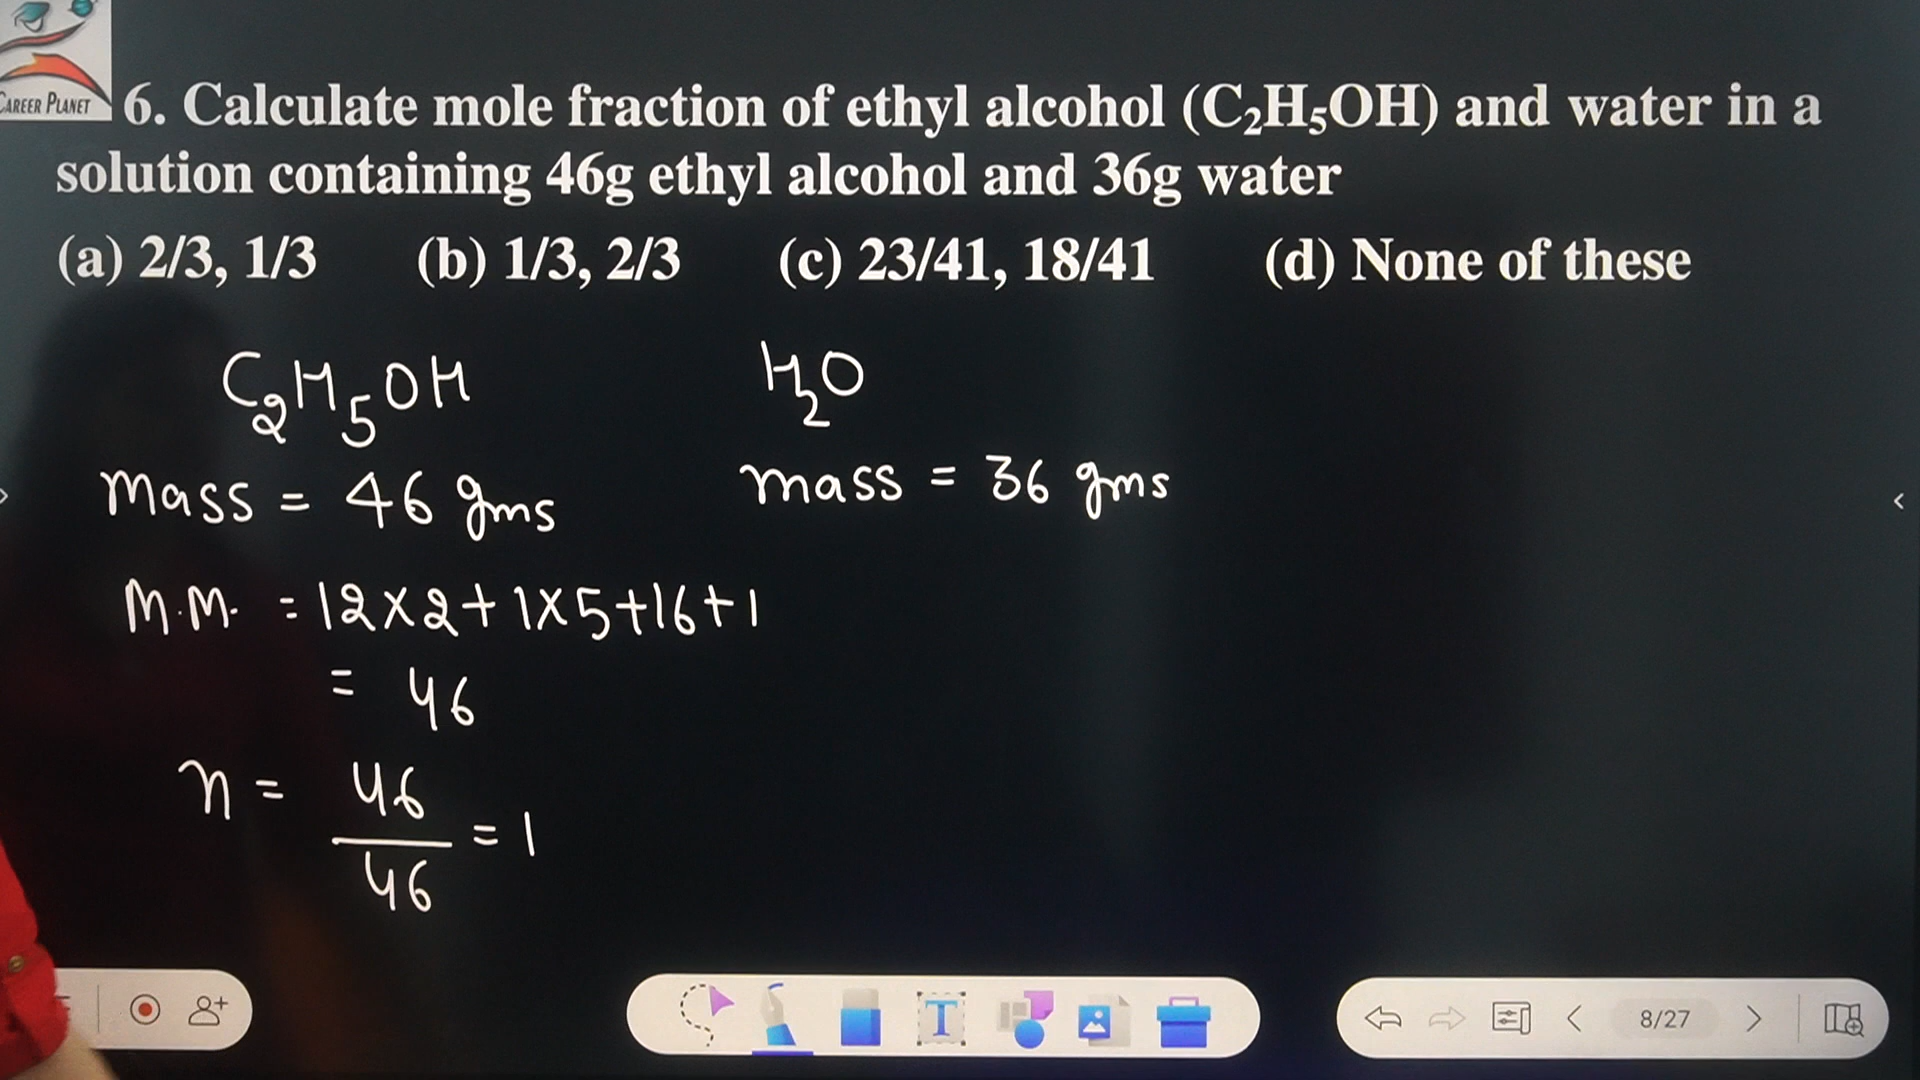 CAREER PLANET
6. Calculate mole fraction of ethyl alcohol (C₂H₅OH) and water in a
solution containing 46g ethyl alcohol and 36g water
(a) 2/3, 1/3 (b) 1/3, 2/3 (c) 23/41, 18/41 (d) None of these
C₂H₅OH H₂O
mass = 46 gms mass = 36 gms
M.M. = 12×2+1×5+16+1
= 46
n = 46/46 = 1
T
8/27